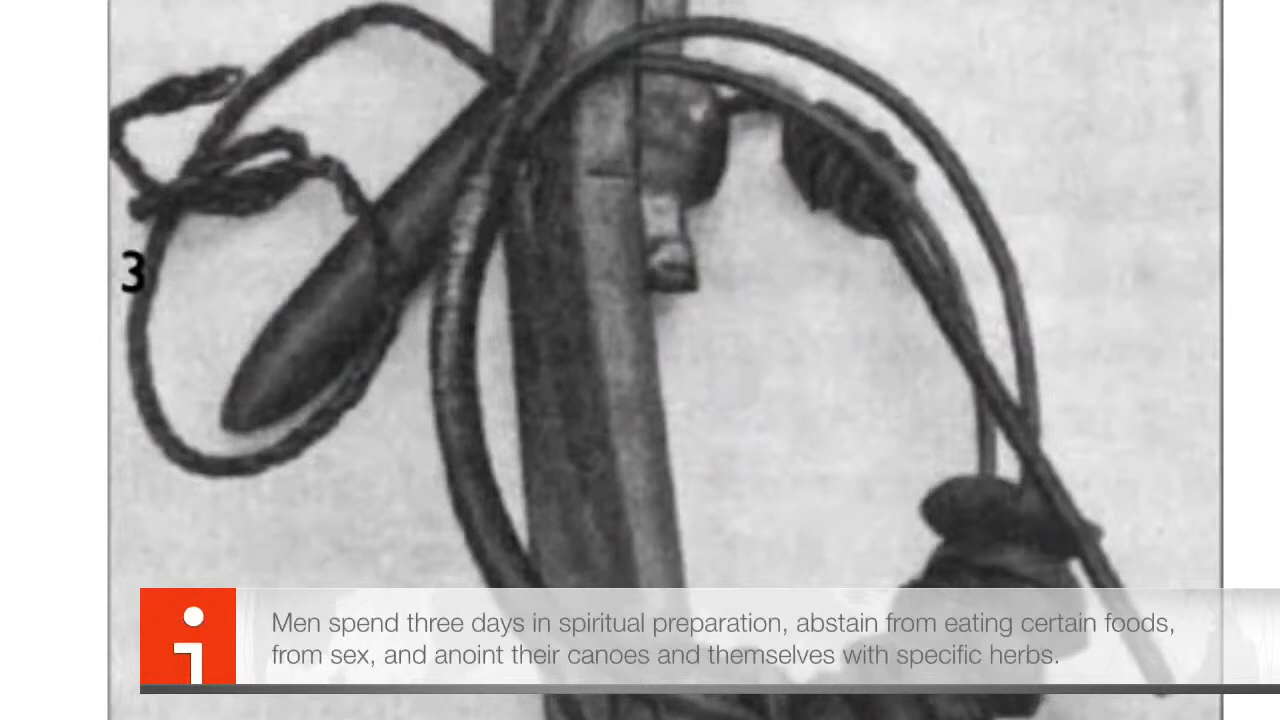 3
Men spend three days in spiritual preparation, abstain from eating certain foods,
from sex, and anoint their canoes and themselves with specific herbs.